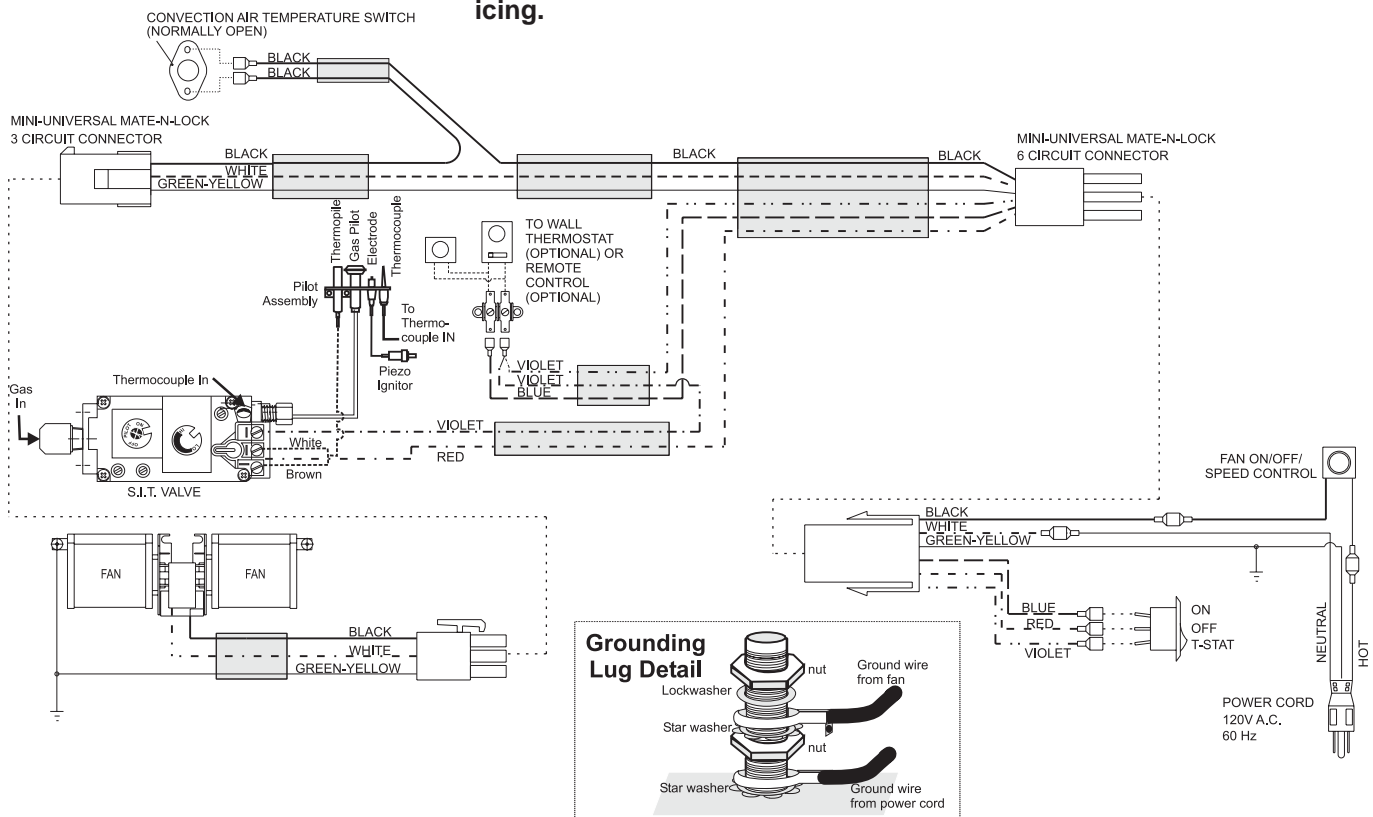 icing.
CONVECTION AIR TEMPERATURE SWITCH
(NORMALLY OPEN)
BLACK
BLACK
MINI-UNIVERSAL MATE-N-LOCK
3 CIRCUIT CONNECTOR
BLACK
WHITE
GREEN-YELLOW
BLACK
BLACK
MINI-UNIVERSAL MATE-N-LOCK
6 CIRCUIT CONNECTOR
Thermopile
Gas Pilot
Electrode
Thermocouple
Pilot
Assembly
To
Thermo-
couple IN
Piezo
Ignitor
TO WALL
THERMOSTAT
(OPTIONAL) OR
REMOTE
CONTROL
(OPTIONAL)
VIOLET
VIOLET
BLUE
Gas
In
Thermocouple In
PILOT
ON
OFF
HI
LO
VIOLET
White
RED
Brown
S.I.T. VALVE
FAN
FAN
BLACK
WHITE
GREEN-YELLOW
FAN ON/OFF/
SPEED CONTROL
BLACK
WHITE
GREEN-YELLOW
BLUE
RED
VIOLET
ON
OFF
T-STAT
NEUTRAL
HOT
POWER CORD
120V A.C.
60 Hz
Grounding
Lug Detail
nut
Ground wire
from fan
Lockwasher
Star washer
nut
Star washer
Ground wire
from power cord